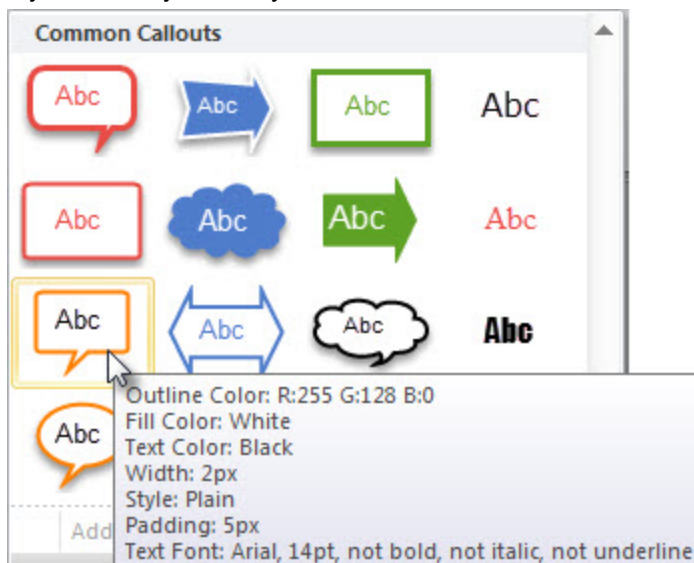 Common Callouts
Abc Abc Abc Abc
Abc Abc Abc Abc
Abc Abc Abc Abc
Outline Color: R:255 G:128 B:0
Fill Color: White
Abc
Text Color: Black
Width: 2px
Style: Plain
Add
Padding: 5px
Text Font: Arial, 14pt, not bold, not italic, not underline